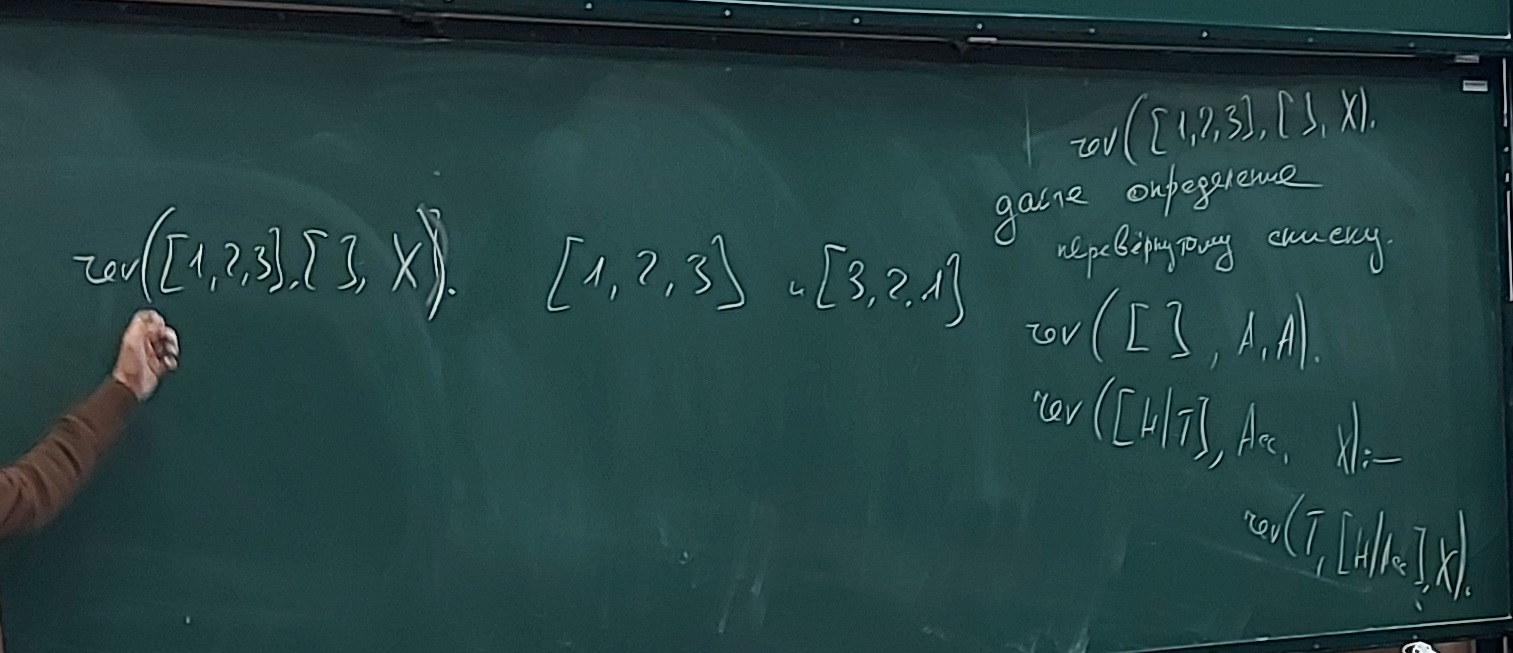 rev([1,2,3],[], X).
[1,2,3] и [3,2,1]
rev([1,2,3],[], X).
дайте определение
перевёрнутому списку.
rev([], A, A).
rev([H|T], Acc, X):-
rev(T, [H|Acc], X).